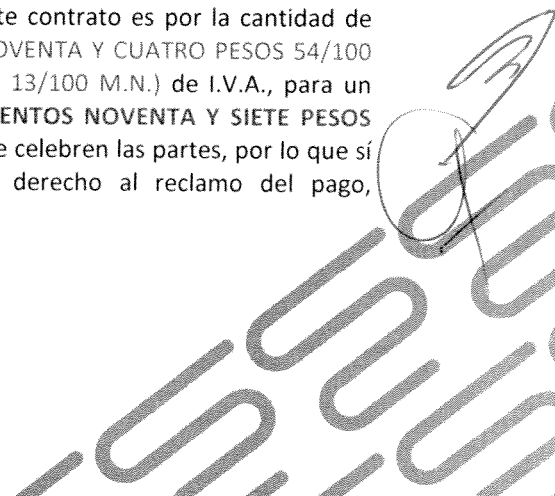 te contrato es por la cantidad de
OVENTA Y CUATRO PESOS 54/100
13/100 M.N.) de I.V.A., para un
ENTOS NOVENTA Y SIETE PESOS
e celebren las partes, por lo que sí
derecho al reclamo del pago,